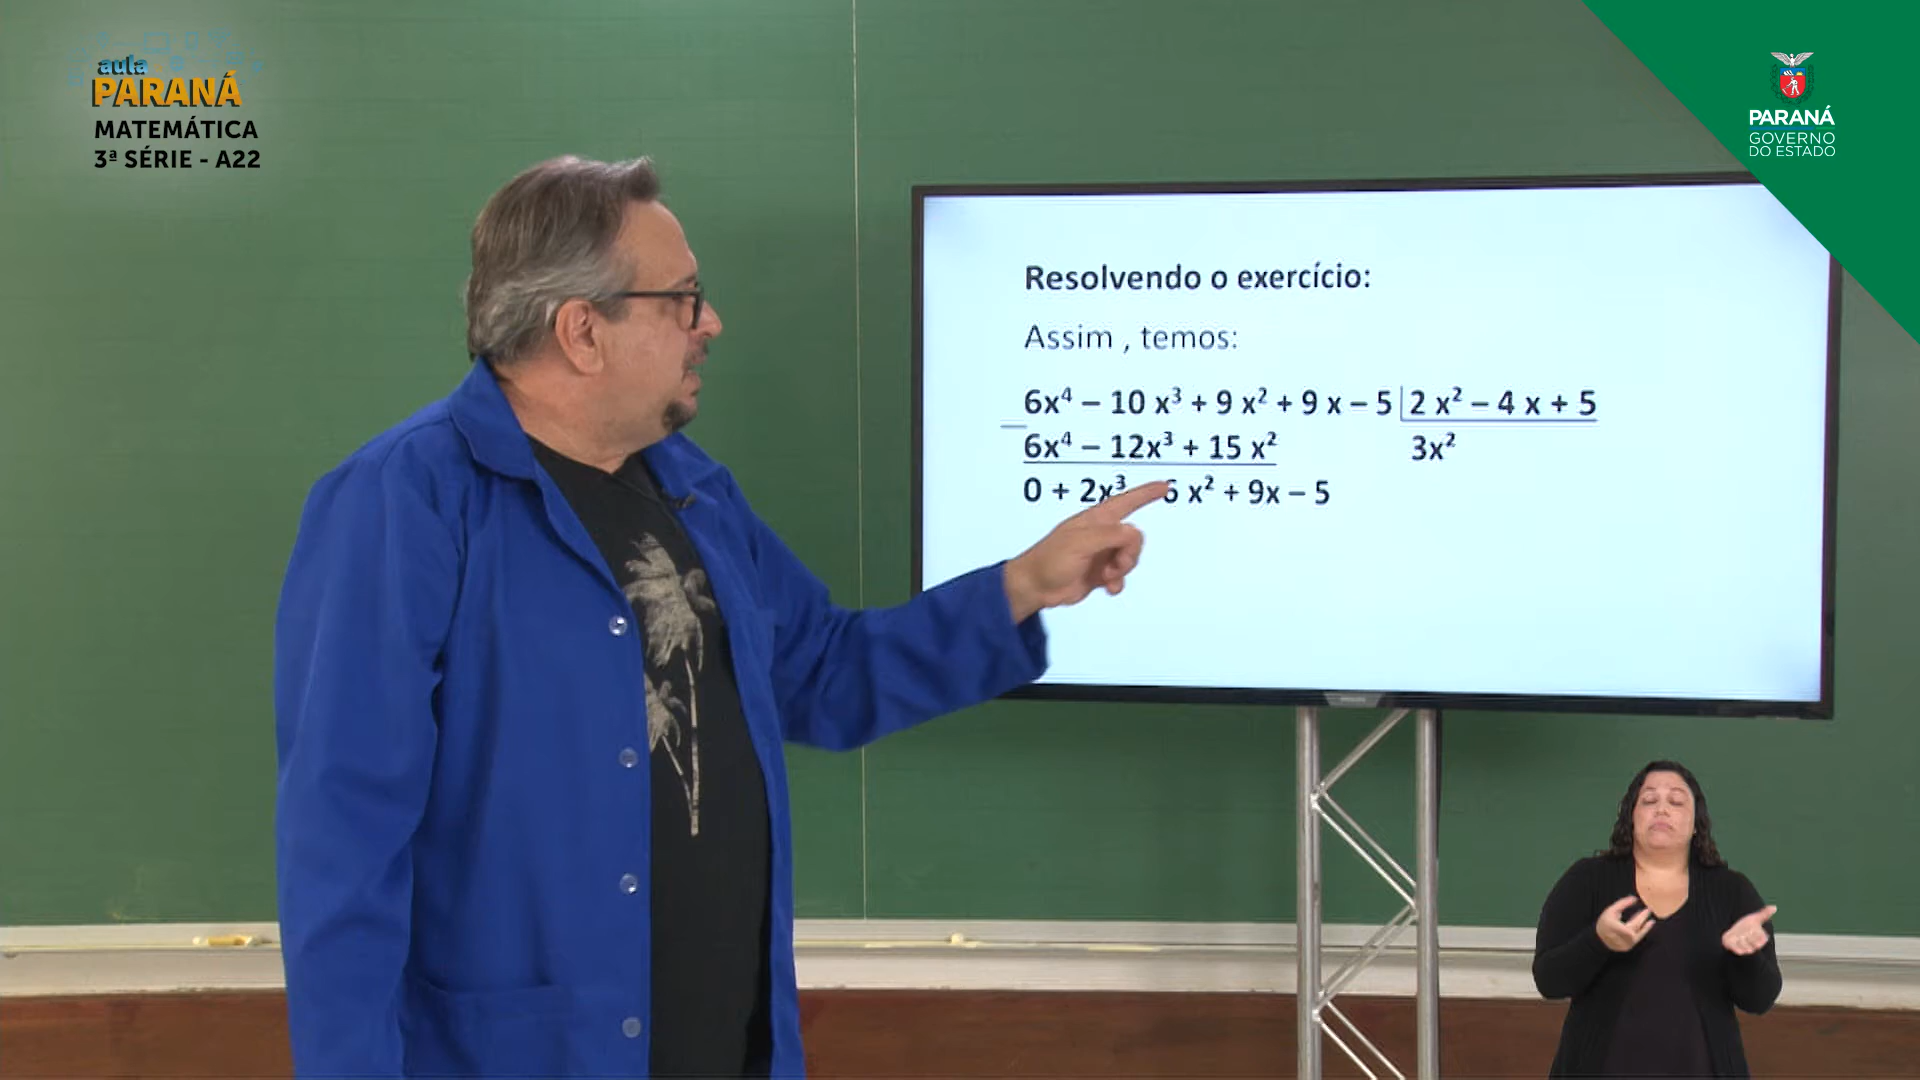 aula
PARANÁ
MATEMÁTICA
3ª SÉRIE - A22
PARANÁ
GOVERNO
DO ESTADO
Resolvendo o exercício:
Assim , temos:
6x⁴ – 10 x³ + 9 x² + 9 x – 5 | 2 x² – 4 x + 5
6x⁴ – 12x³ + 15 x² 3x²
0 + 2x³ 6 x² + 9x – 5